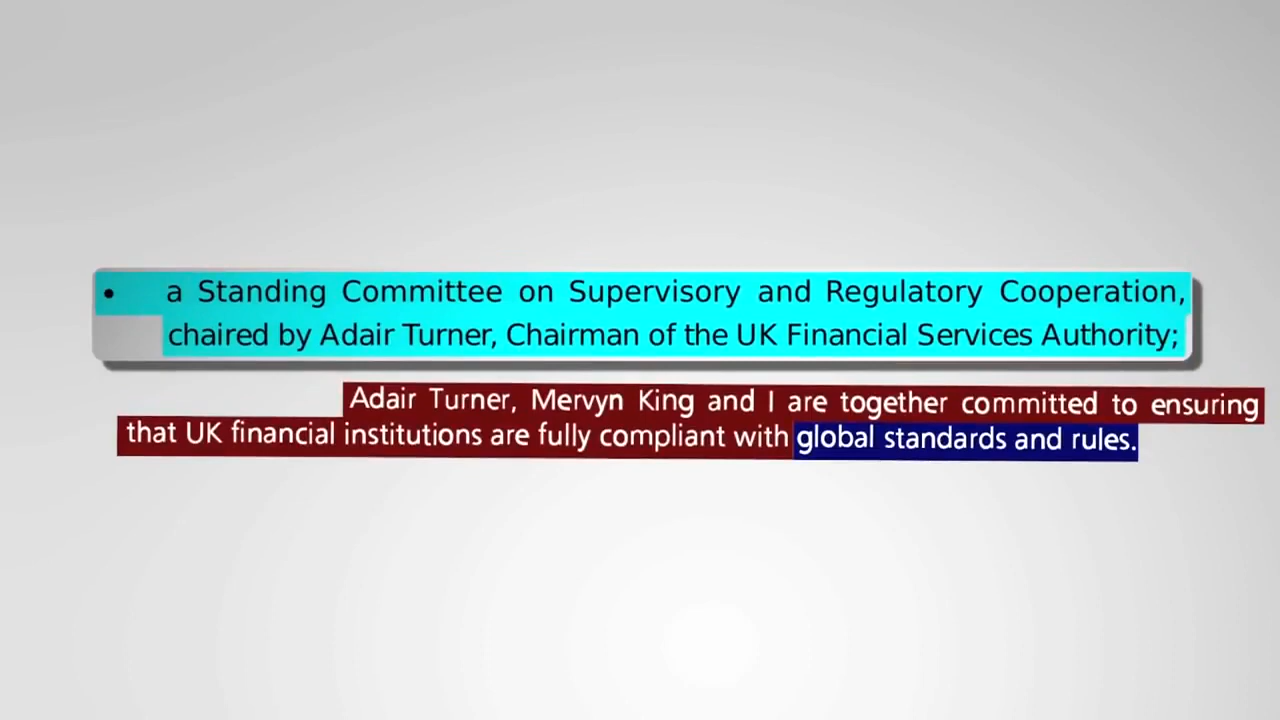 • a Standing Committee on Supervisory and Regulatory Cooperation,
chaired by Adair Turner, Chairman of the UK Financial Services Authority;
Adair Turner, Mervyn King and I are together committed to ensuring
that UK financial institutions are fully compliant with global standards and rules.